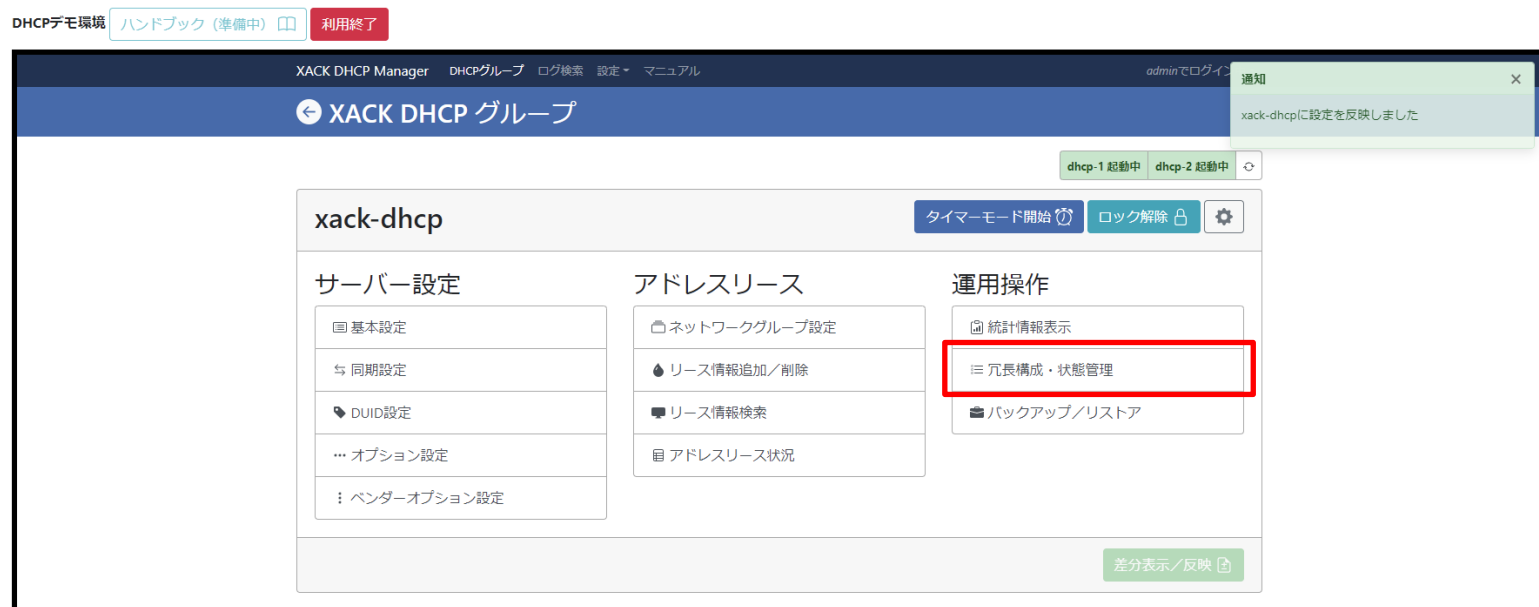 DHCPデモ環境 ハンドブック（準備中） 利用終了
XACK DHCP Manager DHCPグループ ログ検索 設定 マニュアル adminでログイン
通知
xack-dhcpに設定を反映しました
XACK DHCP グループ
dhcp-1 起動中 dhcp-2 起動中
xack-dhcp タイマーモード開始 ロック解除
サーバー設定
基本設定
同期設定
DUID設定
オプション設定
ベンダーオプション設定
アドレスリース
ネットワークグループ設定
リース情報追加／削除
リース情報検索
アドレスリース状況
運用操作
統計情報表示
冗長構成・状態管理
バックアップ／リストア
差分表示／反映